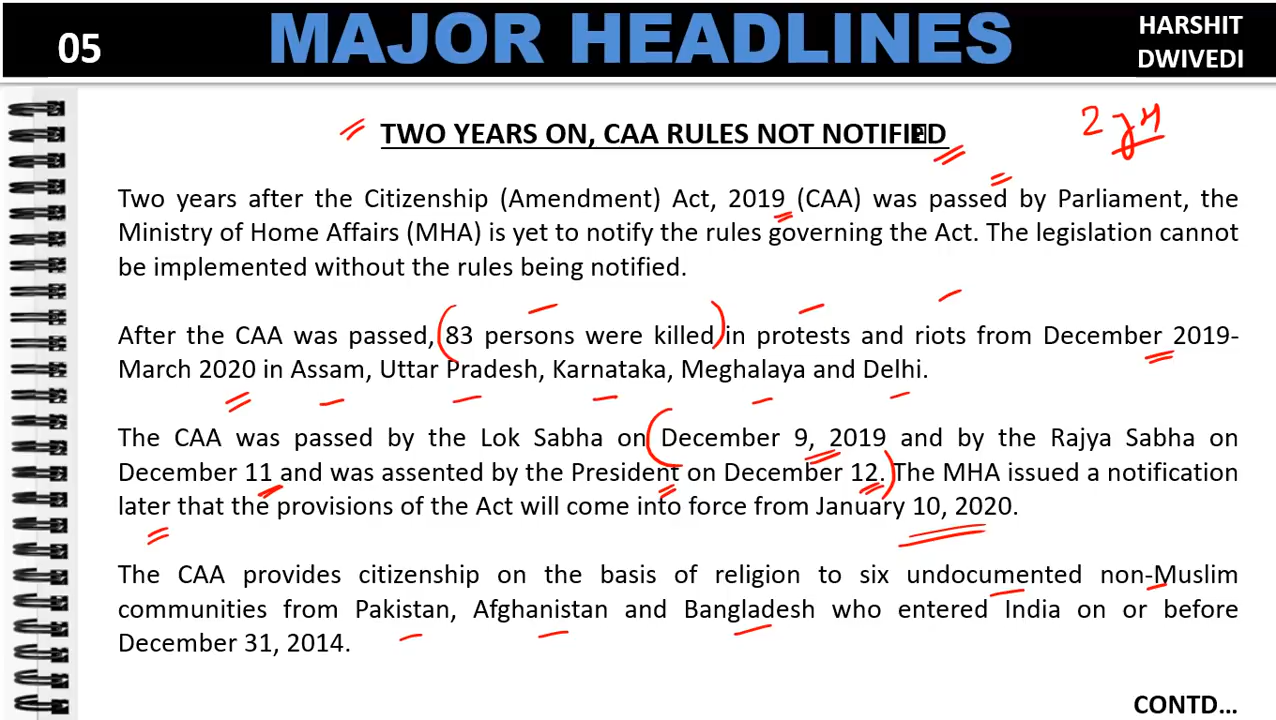 05
MAJOR HEADLINES
HARSHIT
DWIVEDI
TWO YEARS ON, CAA RULES NOT NOTIFIED
Two years after the Citizenship (Amendment) Act, 2019 (CAA) was passed by Parliament, the
Ministry of Home Affairs (MHA) is yet to notify the rules governing the Act. The legislation cannot
be implemented without the rules being notified.
After the CAA was passed, 83 persons were killed in protests and riots from December 2019-
March 2020 in Assam, Uttar Pradesh, Karnataka, Meghalaya and Delhi.
The CAA was passed by the Lok Sabha on December 9, 2019 and by the Rajya Sabha on
December 11 and was assented by the President on December 12. The MHA issued a notification
later that the provisions of the Act will come into force from January 10, 2020.
The CAA provides citizenship on the basis of religion to six undocumented non-Muslim
communities from Pakistan, Afghanistan and Bangladesh who entered India on or before
December 31, 2014.
CONTD...